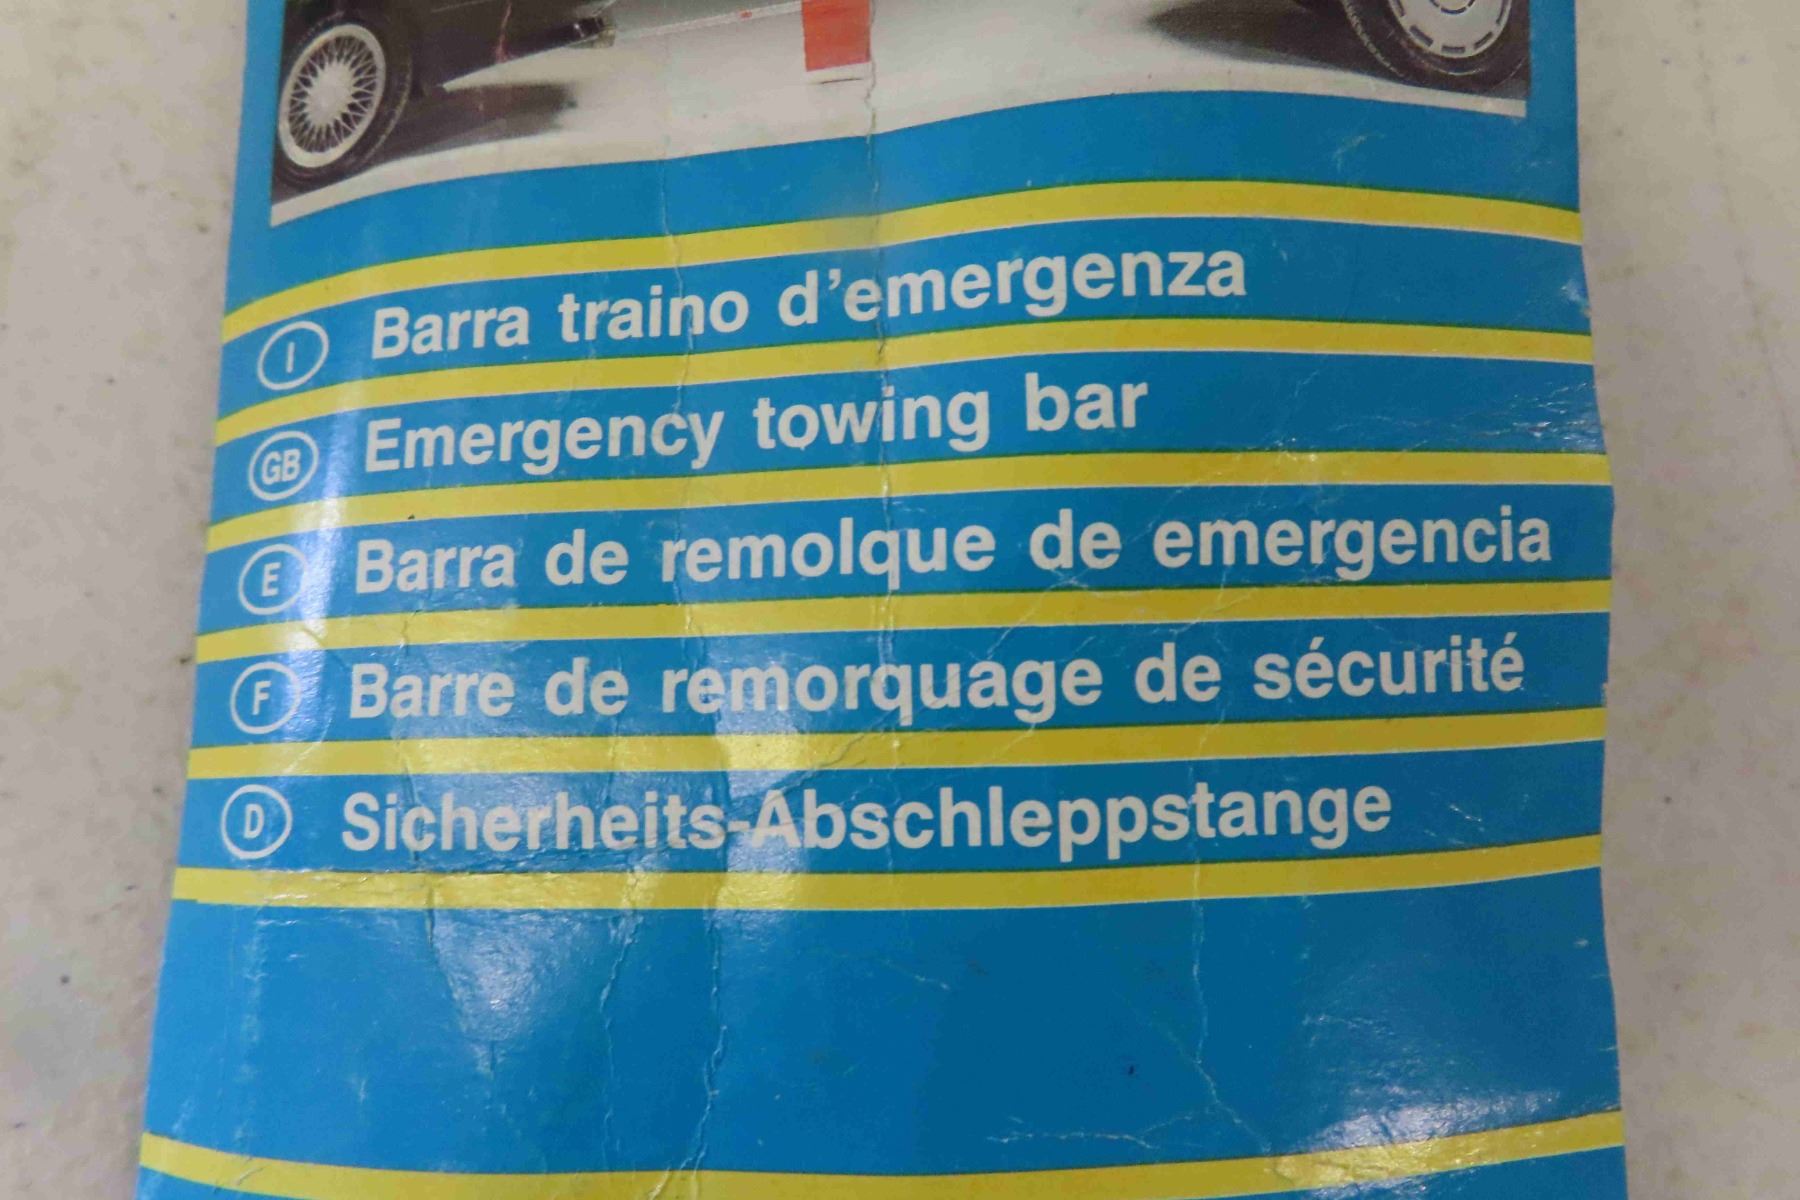 I Barra traino d'emergenza
GB Emergency towing bar
E Barra de remolque de emergencia
F Barre de remorquage de sécurité
D Sicherheits-Abschleppstange